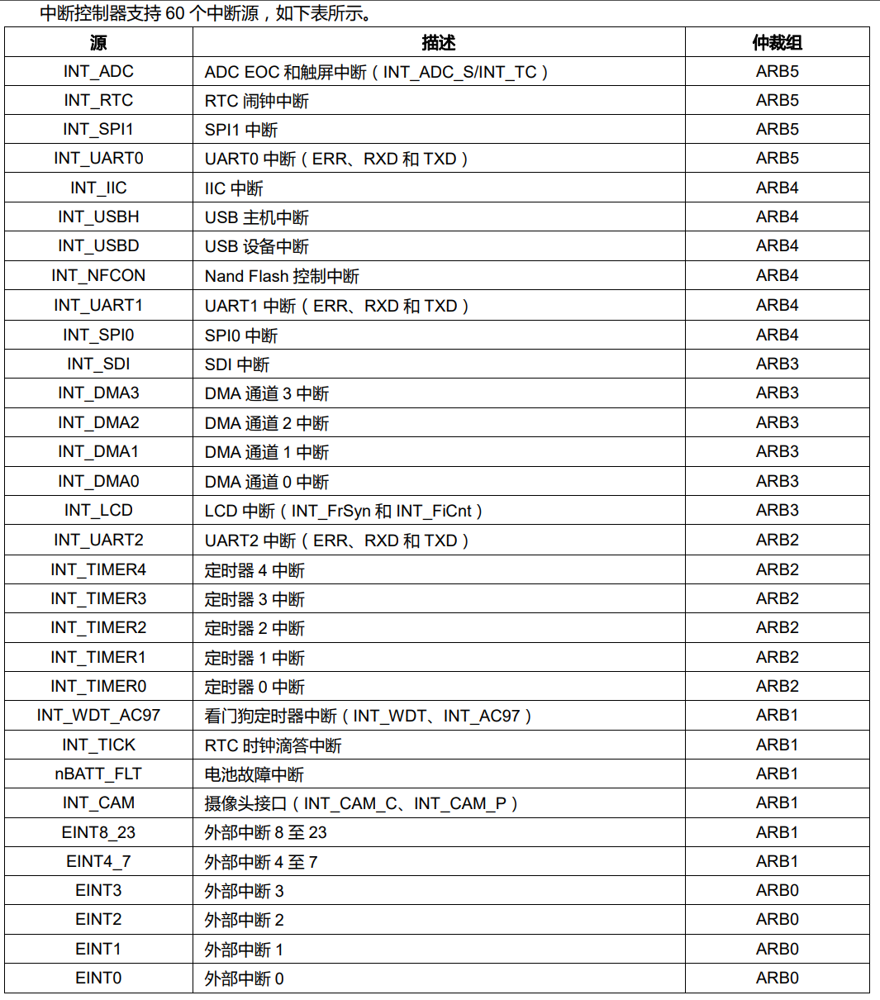 中断控制器支持 60 个中断源，如下表所示。
源 描述 仲裁组
INT_ADC ADC EOC 和触屏中断（INT_ADC_S/INT_TC） ARB5
INT_RTC RTC 闹钟中断 ARB5
INT_SPI1 SPI1 中断 ARB5
INT_UART0 UART0 中断（ERR、RXD 和 TXD） ARB5
INT_IIC IIC 中断 ARB4
INT_USBH USB 主机中断 ARB4
INT_USBD USB 设备中断 ARB4
INT_NFCON Nand Flash 控制中断 ARB4
INT_UART1 UART1 中断（ERR、RXD 和 TXD） ARB4
INT_SPI0 SPI0 中断 ARB4
INT_SDI SDI 中断 ARB3
INT_DMA3 DMA 通道 3 中断 ARB3
INT_DMA2 DMA 通道 2 中断 ARB3
INT_DMA1 DMA 通道 1 中断 ARB3
INT_DMA0 DMA 通道 0 中断 ARB3
INT_LCD LCD 中断（INT_FrSyn 和 INT_FiCnt） ARB3
INT_UART2 UART2 中断（ERR、RXD 和 TXD） ARB2
INT_TIMER4 定时器 4 中断 ARB2
INT_TIMER3 定时器 3 中断 ARB2
INT_TIMER2 定时器 2 中断 ARB2
INT_TIMER1 定时器 1 中断 ARB2
INT_TIMER0 定时器 0 中断 ARB2
INT_WDT_AC97 看门狗定时器中断（INT_WDT、INT_AC97） ARB1
INT_TICK RTC 时钟滴答中断 ARB1
nBATT_FLT 电池故障中断 ARB1
INT_CAM 摄像头接口（INT_CAM_C、INT_CAM_P） ARB1
EINT8_23 外部中断 8 至 23 ARB1
EINT4_7 外部中断 4 至 7 ARB1
EINT3 外部中断 3 ARB0
EINT2 外部中断 2 ARB0
EINT1 外部中断 1 ARB0
EINT0 外部中断 0 ARB0